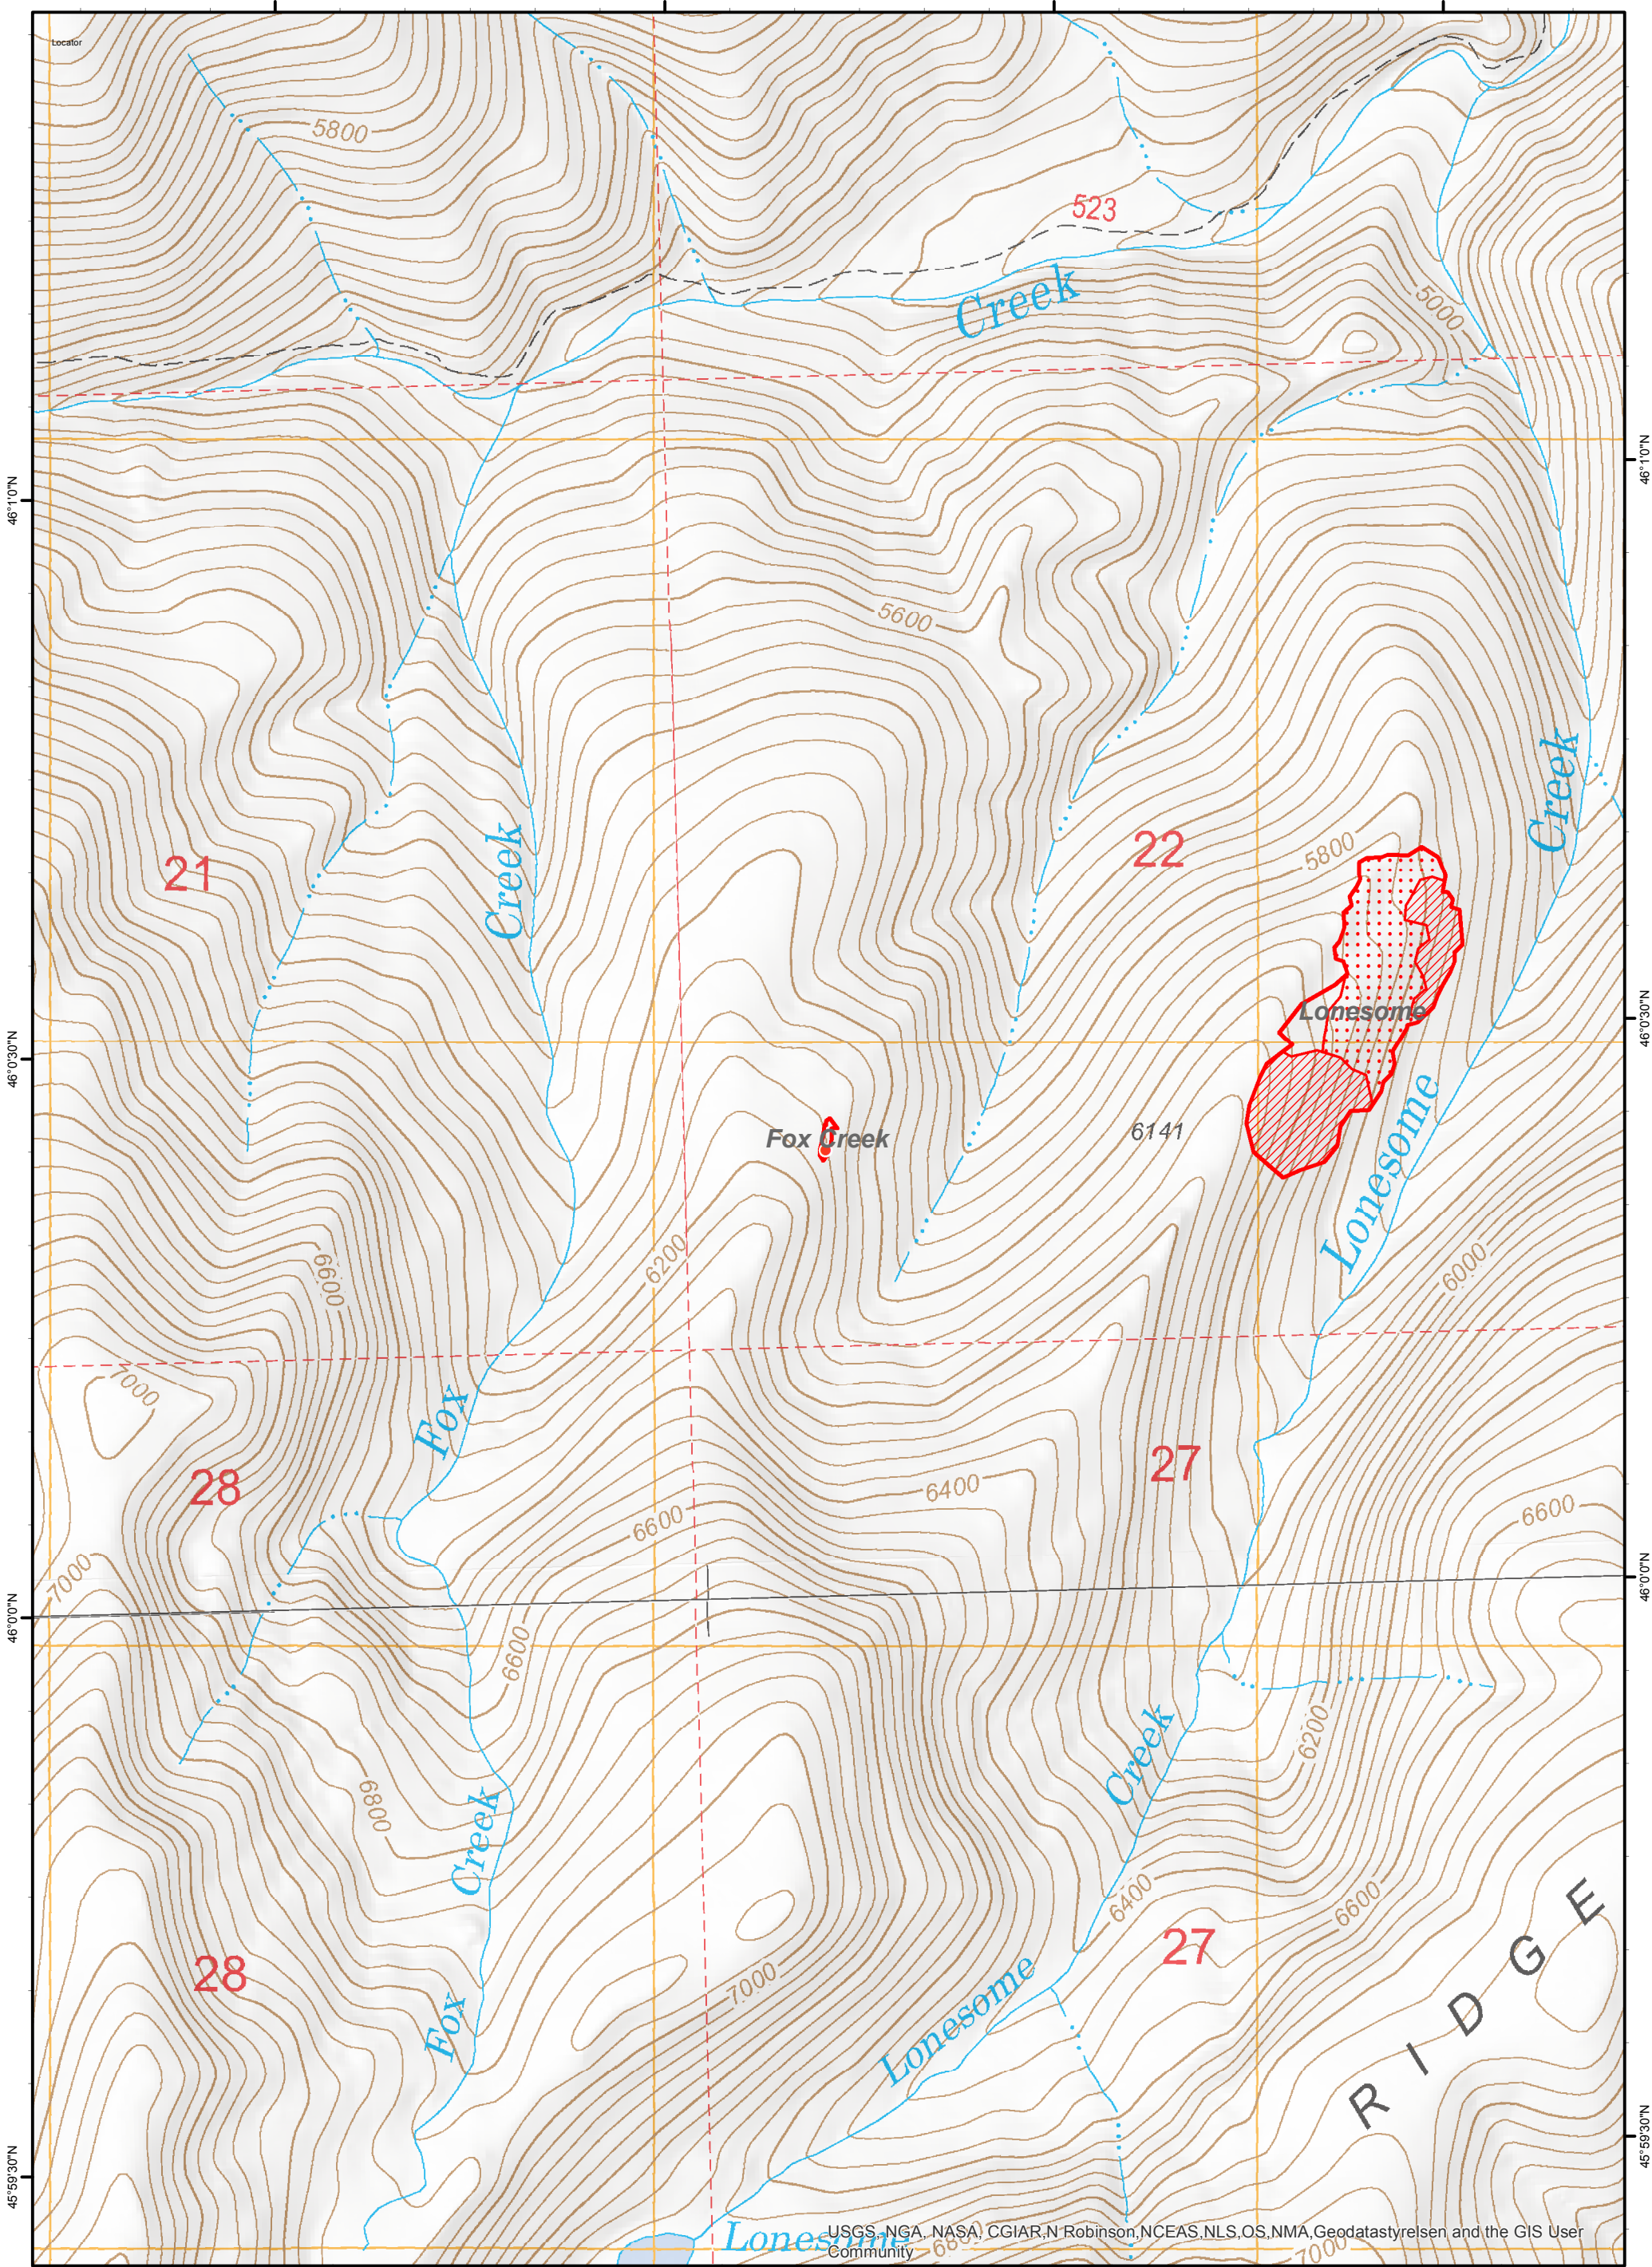 Locator
5800
523
Creek
5000
46°1'0"N
46°1'0"N
5600
Creek
22
5800
21
Creek
46°0'30"N
Lonesome
46°0'30"N
Fox Creek
6141
Lonesome
6200
6600
6000
7000
Fox
28
27
6400
6600
6600
7000
46°0'0"N
46°0'0"N
6600
6200
Creek
6800
Creek
6400
6600
RIDGE
28
27
7000
Fox
Lonesome
45°59'30"N
45°59'30"N
Lonesome
6800
7000
USGS, NGA, NASA, CGIAR,N Robinson,NCEAS,NLS,OS,NMA,Geodatastyrelsen and the GIS User
Community